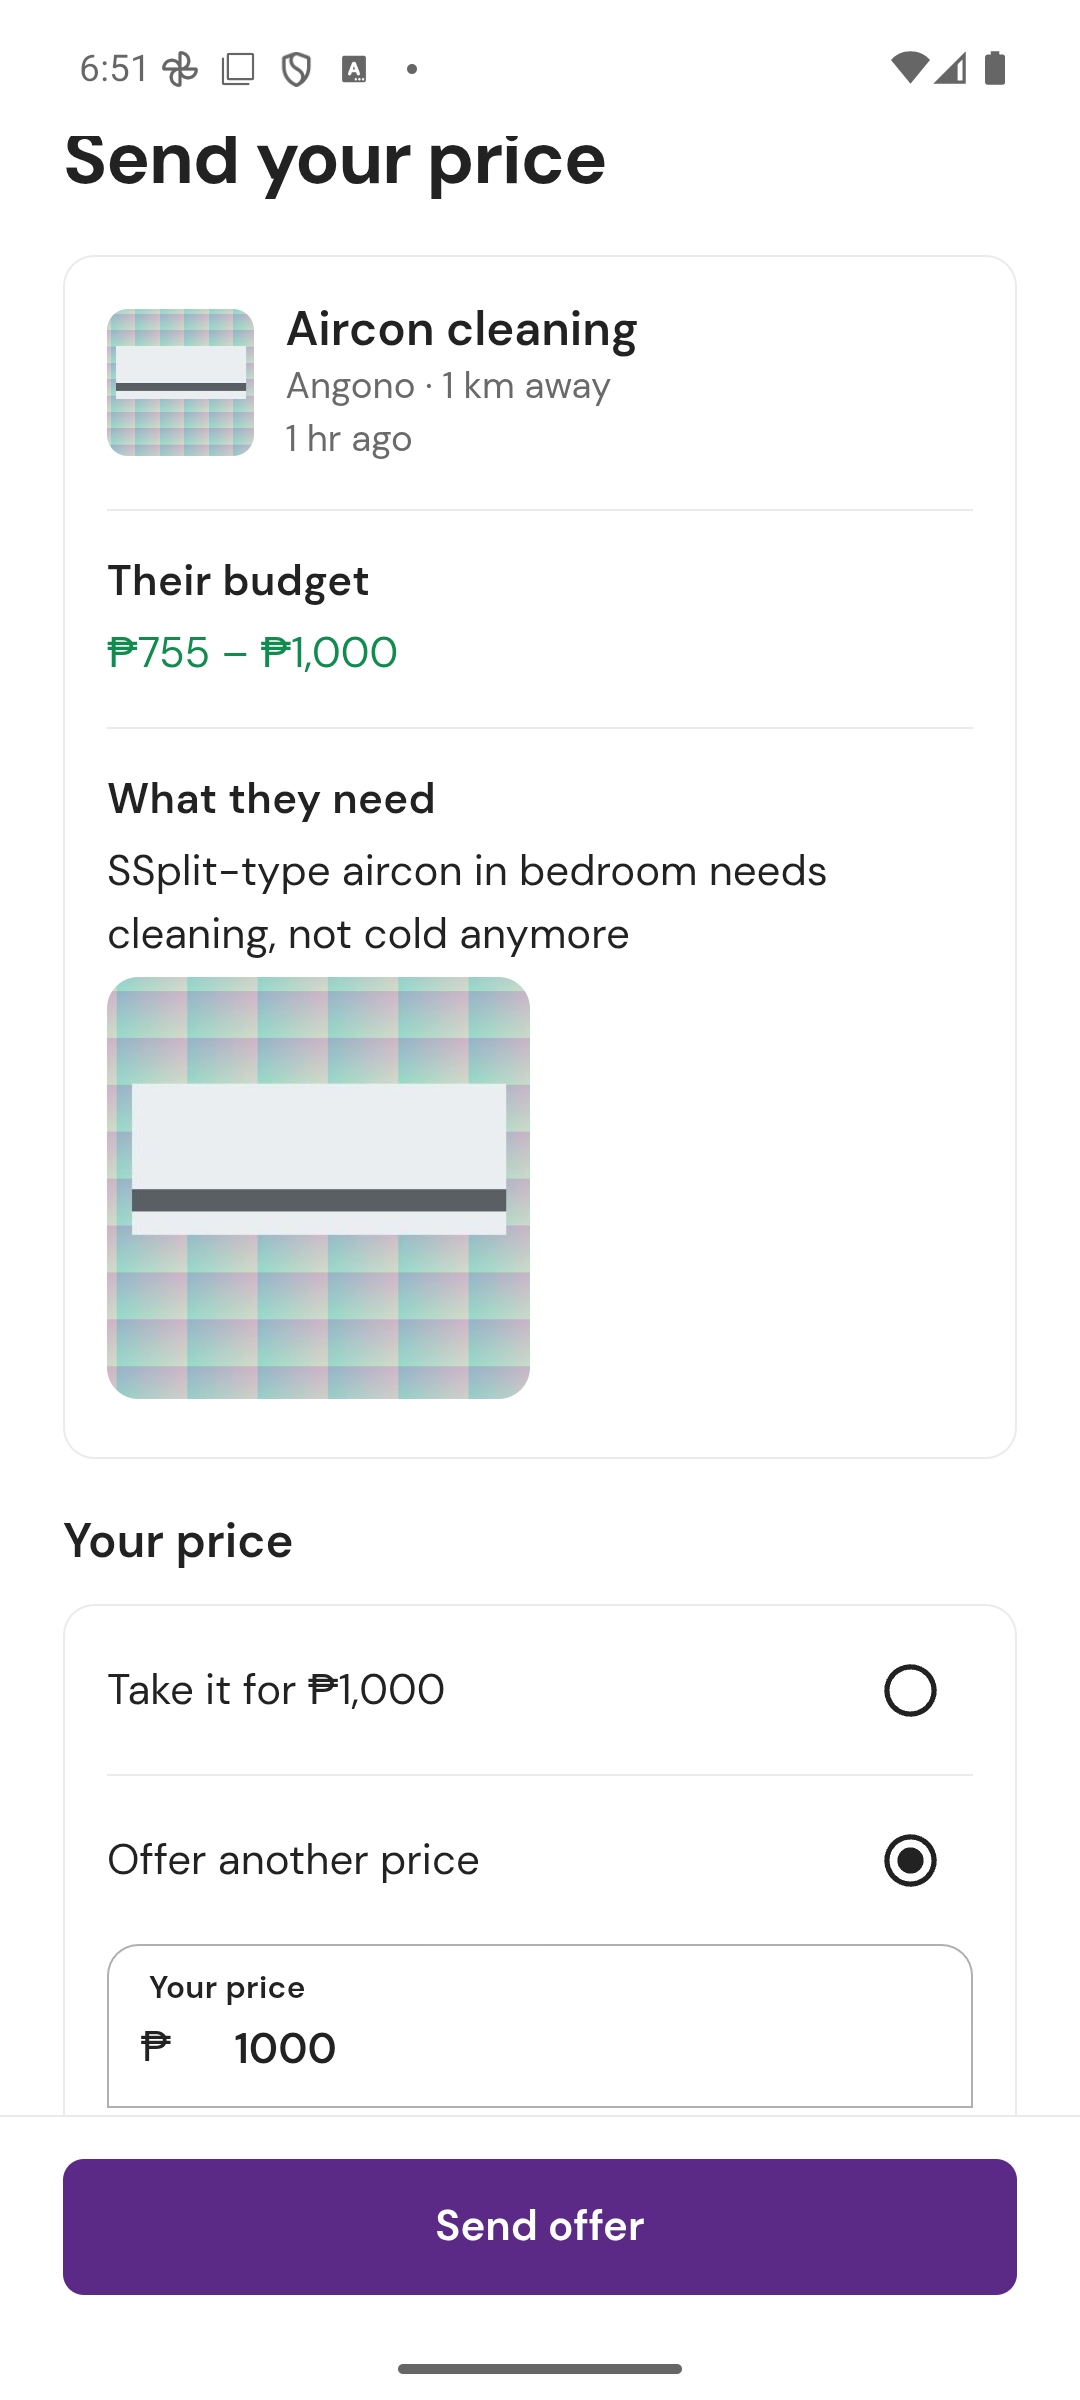 6:51
Send your price
Aircon cleaning
Angono · 1 km away
1 hr ago
Their budget
₱755 – ₱1,000
What they need
SSplit-type aircon in bedroom needs
cleaning, not cold anymore
Your price
Take it for ₱1,000
Offer another price
Your price
₱ 1000
Send offer